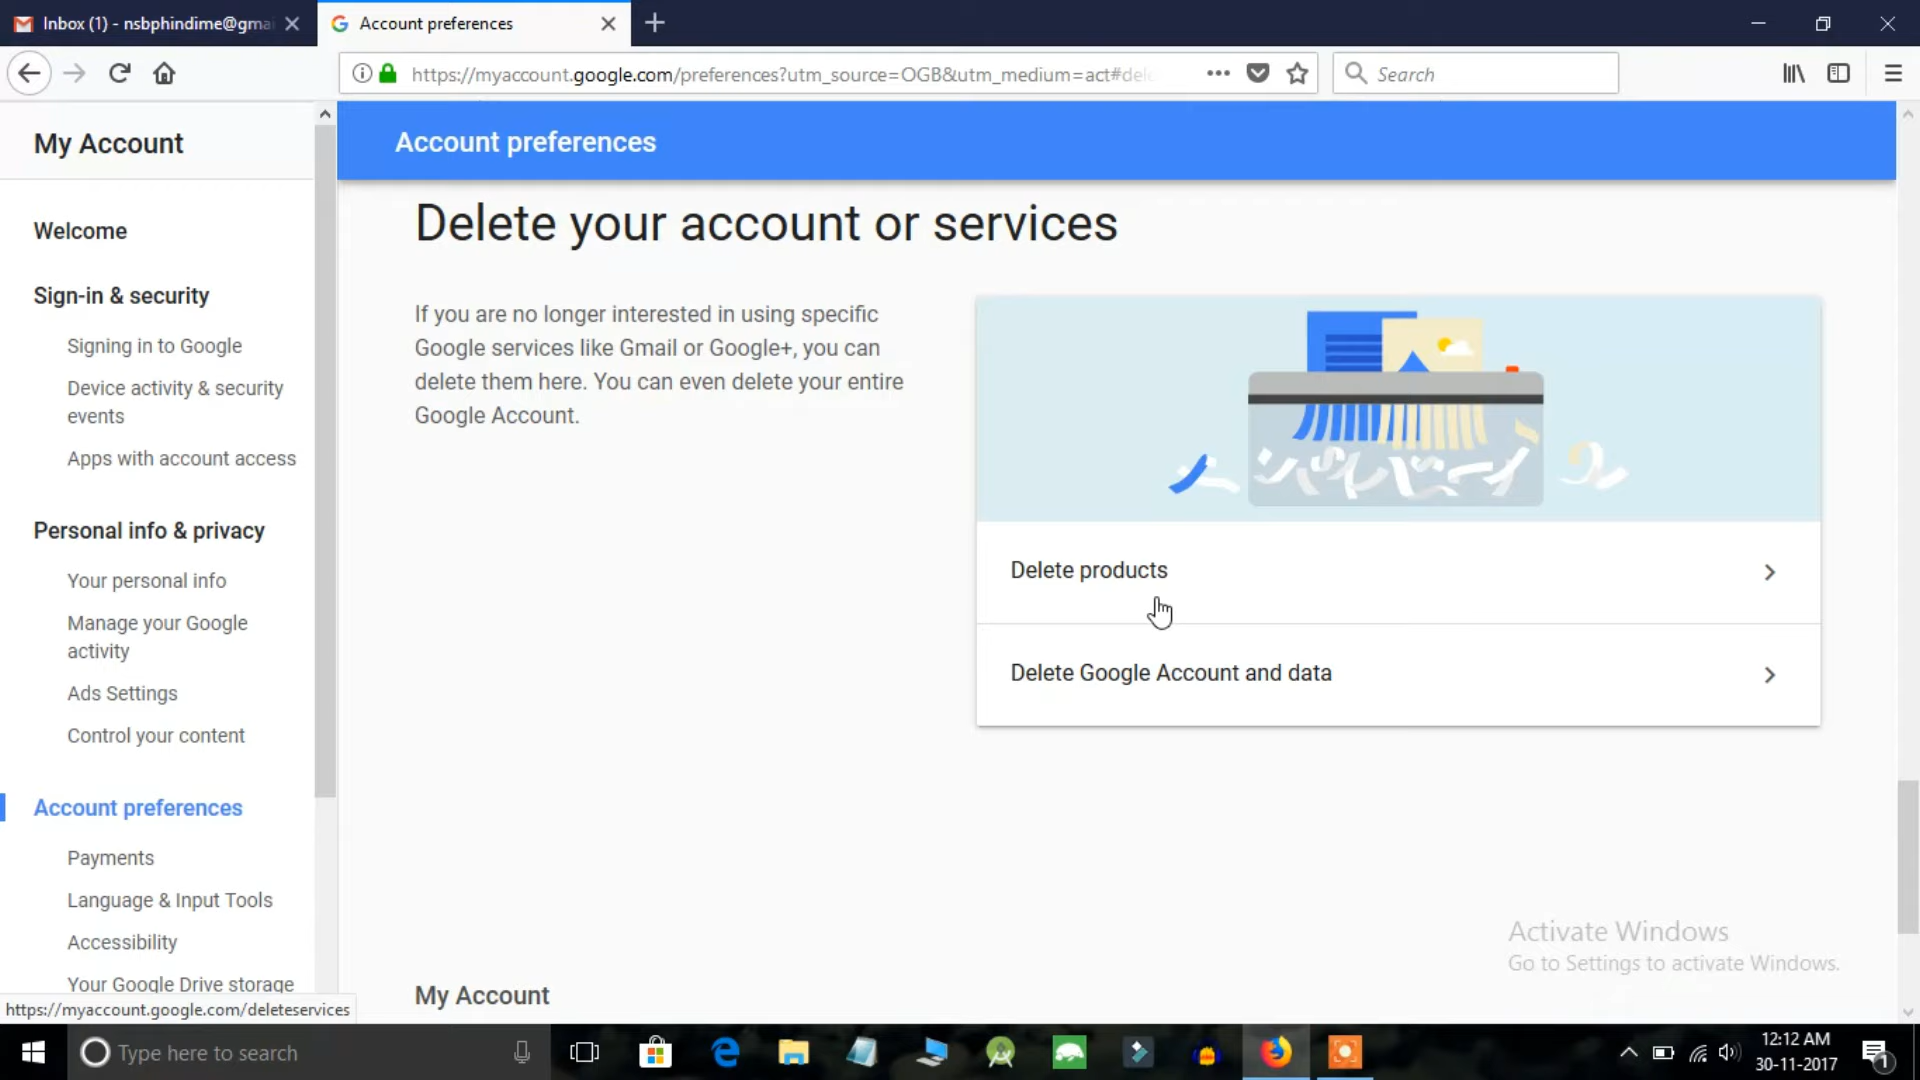 Inbox (1) - nsbphindime@gma
Account preferences
https://myaccount.google.com/preferences?utm_source=OGB&utm_medium=act#del
Search
My Account
Welcome
Sign-in & security
Signing in to Google
Device activity & security
events
Apps with account access
Personal info & privacy
Your personal info
Manage your Google
activity
Ads Settings
Control your content
Account preferences
Payments
Language & Input Tools
Accessibility
Your Google Drive storage
https://myaccount.google.com/deleteservices
Account preferences
Delete your account or services
If you are no longer interested in using specific
Google services like Gmail or Google+, you can
delete them here. You can even delete your entire
Google Account.
Delete products
Delete Google Account and data
My Account
Activate Windows
Go to Settings to activate Windows.
Type here to search
12:12 AM
30-11-2017
1